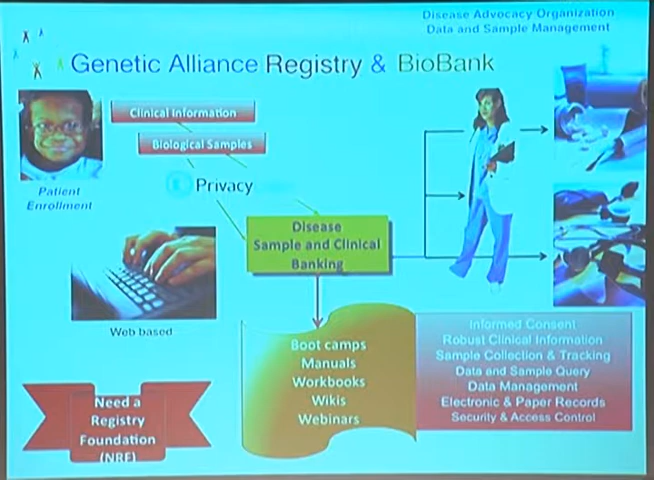 Disease Advocacy Organization
Data and Sample Management
Genetic Alliance Registry & BioBank
Clinical Information
Biological Samples
Privacy
Patient
Enrollment
Disease
Sample and Clinical
Banking
Web based
Boot camps
Manuals
Workbooks
Wikis
Webinars
Informed Consent
Robust Clinical Information
Sample Collection & Tracking
Data and Sample Query
Data Management
Electronic & Paper Records
Security & Access Control
Need a
Registry
Foundation
(NRF)